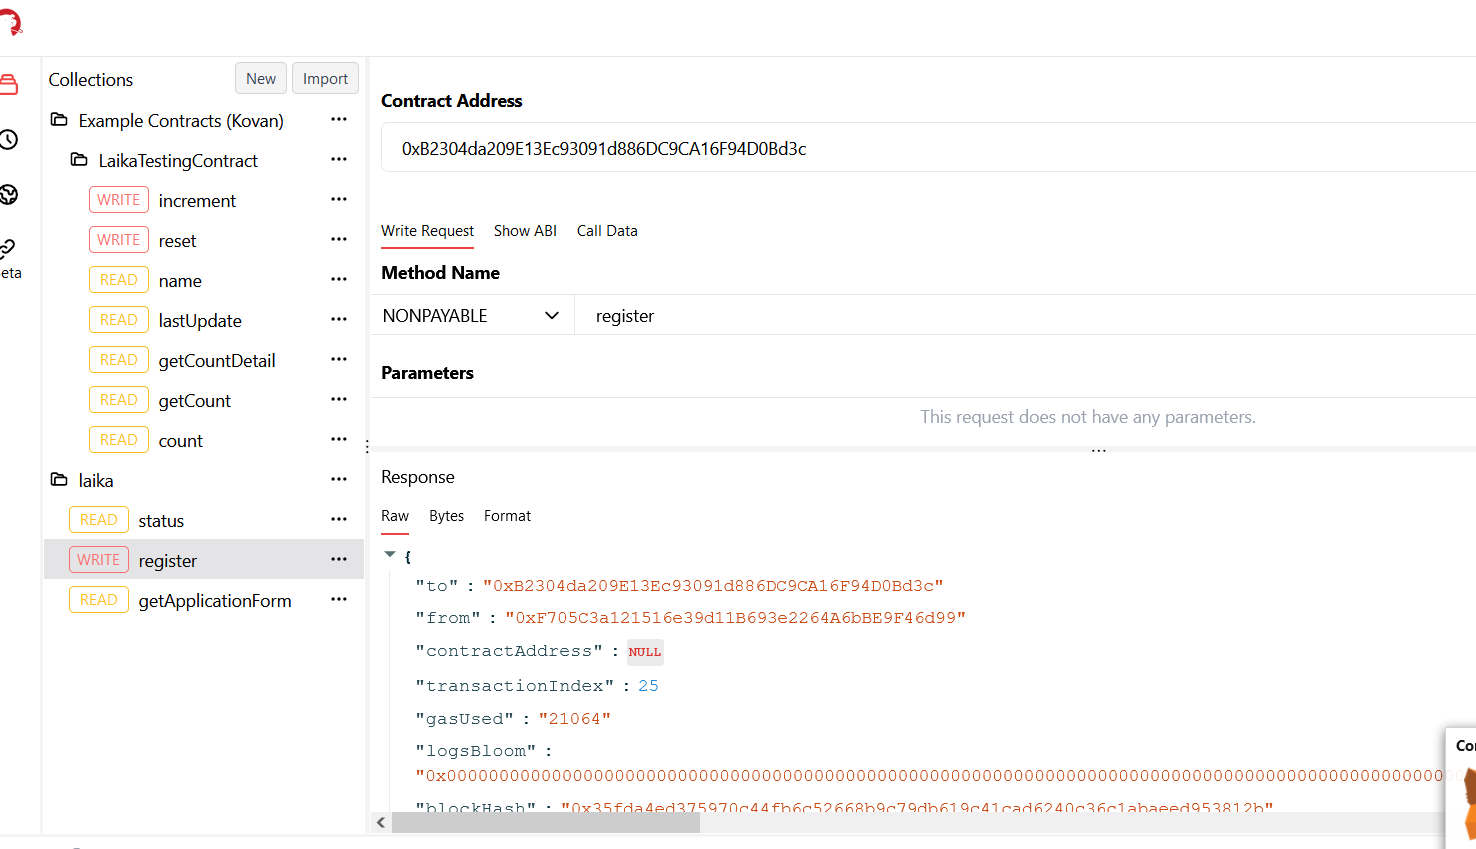 Collections
New
Import
Example Contracts (Kovan)
LaikaTestingContract
WRITE increment
WRITE reset
READ name
READ lastUpdate
READ getCountDetail
READ getCount
READ count
laika
READ status
WRITE register
READ getApplicationForm
eta
Contract Address
0xB2304da209E13Ec93091d886DC9CA16F94D0Bd3c
Write Request Show ABI Call Data
Method Name
NONPAYABLE register
Parameters
This request does not have any parameters.
Response
Raw Bytes Format
{
"to" : "0xB2304da209E13Ec93091d886DC9CA16F94D0Bd3c"
"from" : "0xF705C3a121516e39d11B693e2264A6bBE9F46d99"
"contractAddress" : NULL
"transactionIndex" : 25
"gasUsed" : "21064"
"logsBloom" :
"blockHash" : "0x35fda4ed375970c44fb6c52668b9c79db619c41cad6240c36c1abaeed953812b"